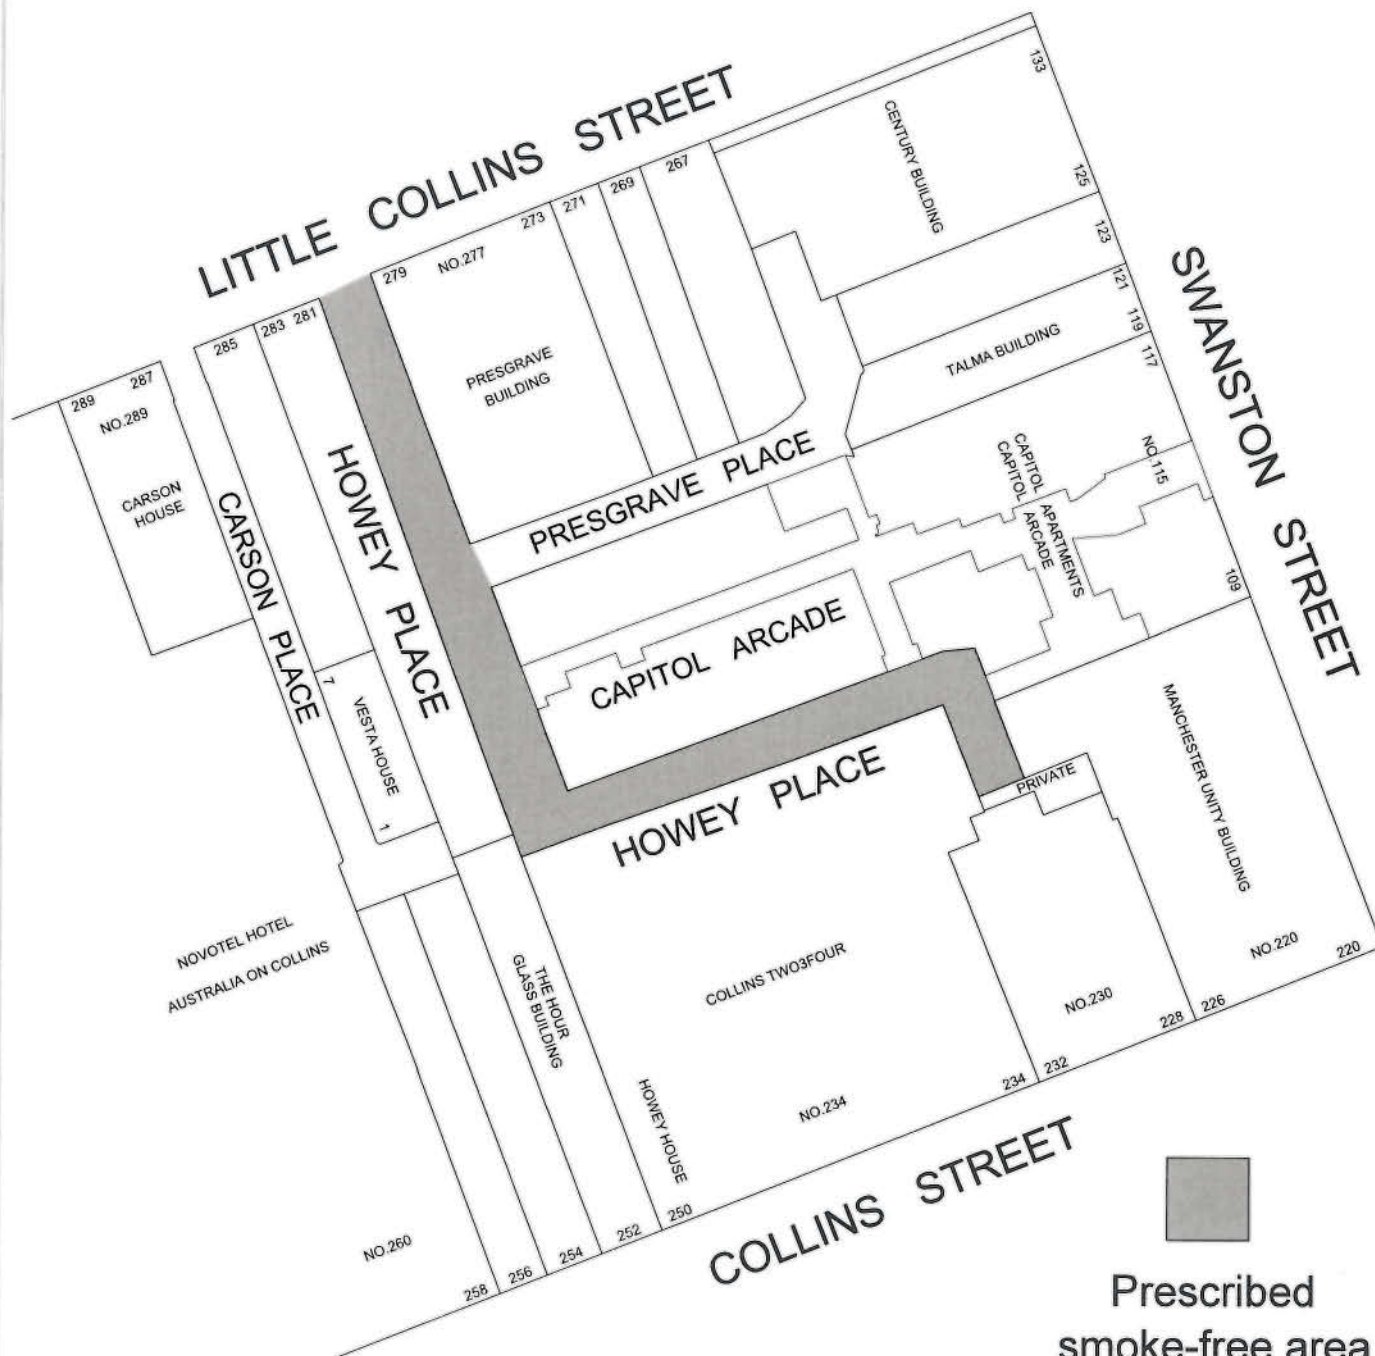 LITTLE COLLINS STREET
SWANSTON STREET
COLLINS STREET
133
CENTURY BUILDING
125
123
121
119
117
TALMA BUILDING
267
269
271
273
NO.277
279
PRESGRAVE
BUILDING
281
283
285
287
289
NO.289
CARSON
HOUSE
CARSON PLACE
HOWEY PLACE
PRESGRAVE PLACE
CAPITOL APARTMENTS
CAPITOL ARCADE
NO.115
109
CAPITOL ARCADE
7
VESTA HOUSE
1
HOWEY PLACE
PRIVATE
MANCHESTER UNITY BUILDING
NOVOTEL HOTEL
AUSTRALIA ON COLLINS
THE HOUR
GLASS BUILDING
COLLINS TWO3FOUR
HOWEY HOUSE
NO.234
NO.230
NO.220
220
226
228
232
234
250
252
254
256
258
NO.260
Prescribed
smoke-free area